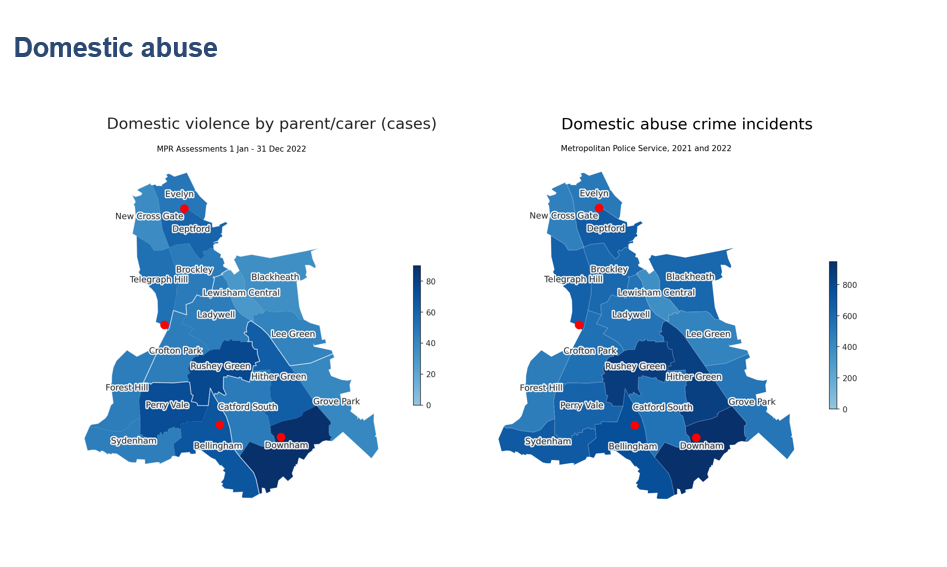 Domestic abuse
Domestic violence by parent/carer (cases)
MPR Assessments 1 Jan - 31 Dec 2022
Evelyn
New Cross Gate
Deptford
Brockley
Telegraph Hill
Blackheath
Lewisham Central
Ladywell
Lee Green
Crofton Park
Rushey Green
Hither Green
Forest Hill
Perry Vale
Catford South
Grove Park
Sydenham
Bellingham
Downham
80
60
40
20
0
Domestic abuse crime incidents
Metropolitan Police Service, 2021 and 2022
Evelyn
New Cross Gate
Deptford
Brockley
Telegraph Hill
Blackheath
Lewisham Central
Ladywell
Lee Green
Crofton Park
Rushey Green
Hither Green
Forest Hill
Perry Vale
Catford South
Grove Park
Sydenham
Bellingham
Downham
800
600
400
200
0